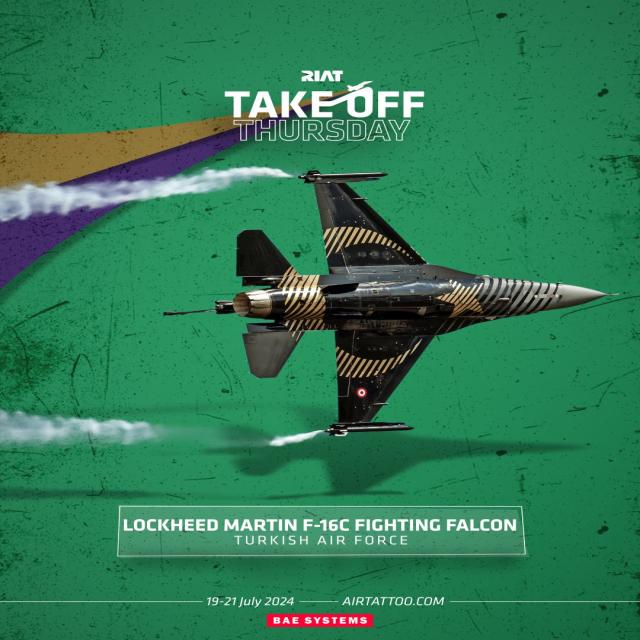 RIAT
TAKE OFF
THURSDAY
LOCKHEED MARTIN F-16C FIGHTING FALCON
TURKISH AIR FORCE
19-21 July 2024 AIRTATTOO.COM
BAE SYSTEMS